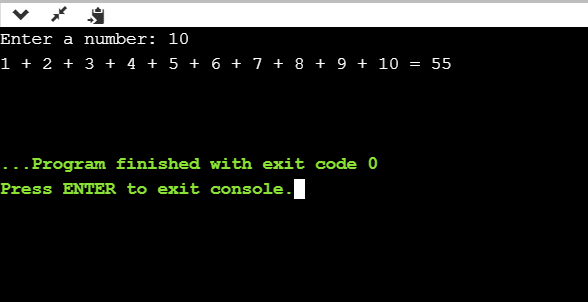 Enter a number: 10
1 + 2 + 3 + 4 + 5 + 6 + 7 + 8 + 9 + 10 = 55
...Program finished with exit code 0
Press ENTER to exit console.